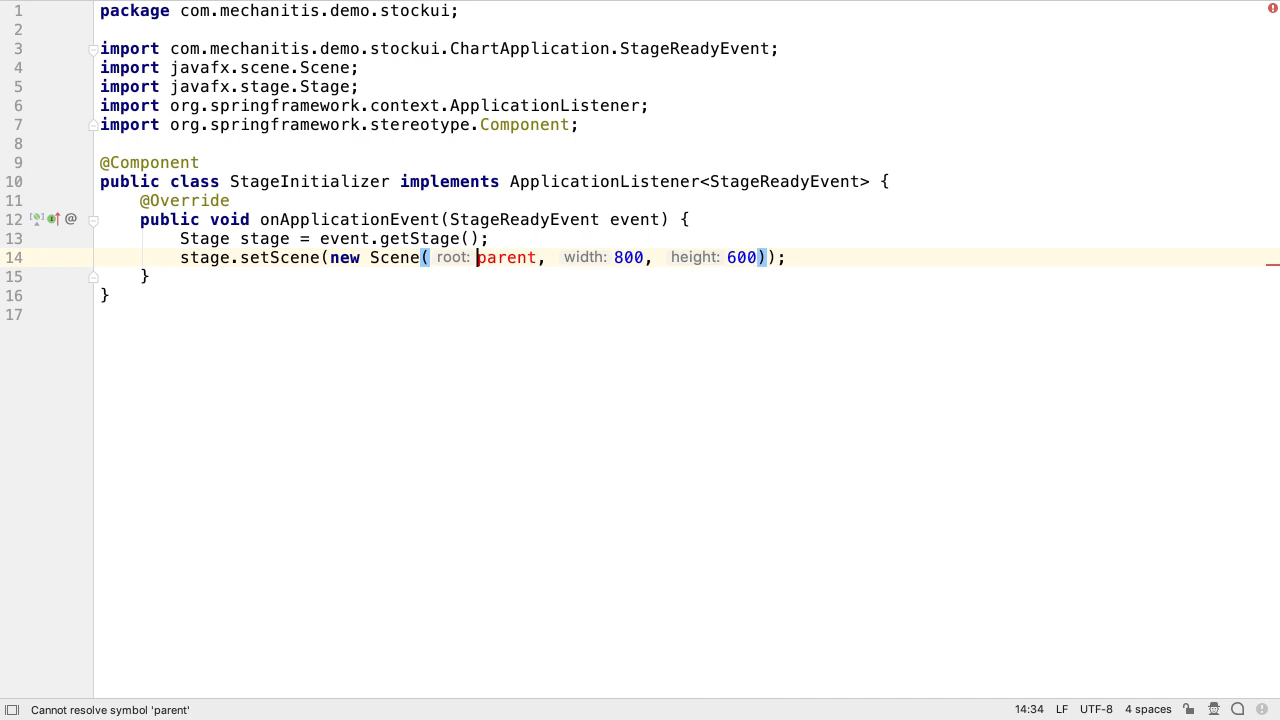 1 package com.mechanitis.demo.stockui;
2
3 import com.mechanitis.demo.stockui.ChartApplication.StageReadyEvent;
4 import javafx.scene.Scene;
5 import javafx.stage.Stage;
6 import org.springframework.context.ApplicationListener;
7 import org.springframework.stereotype.Component;
8
9 @Component
10 public class StageInitializer implements ApplicationListener<StageReadyEvent> {
11 @Override
12 @ public void onApplicationEvent(StageReadyEvent event) {
13 Stage stage = event.getStage();
14 stage.setScene(new Scene( root: parent, width: 800, height: 600));
15 }
16 }
17
Cannot resolve symbol 'parent' 14:34 LF UTF-8 4 spaces